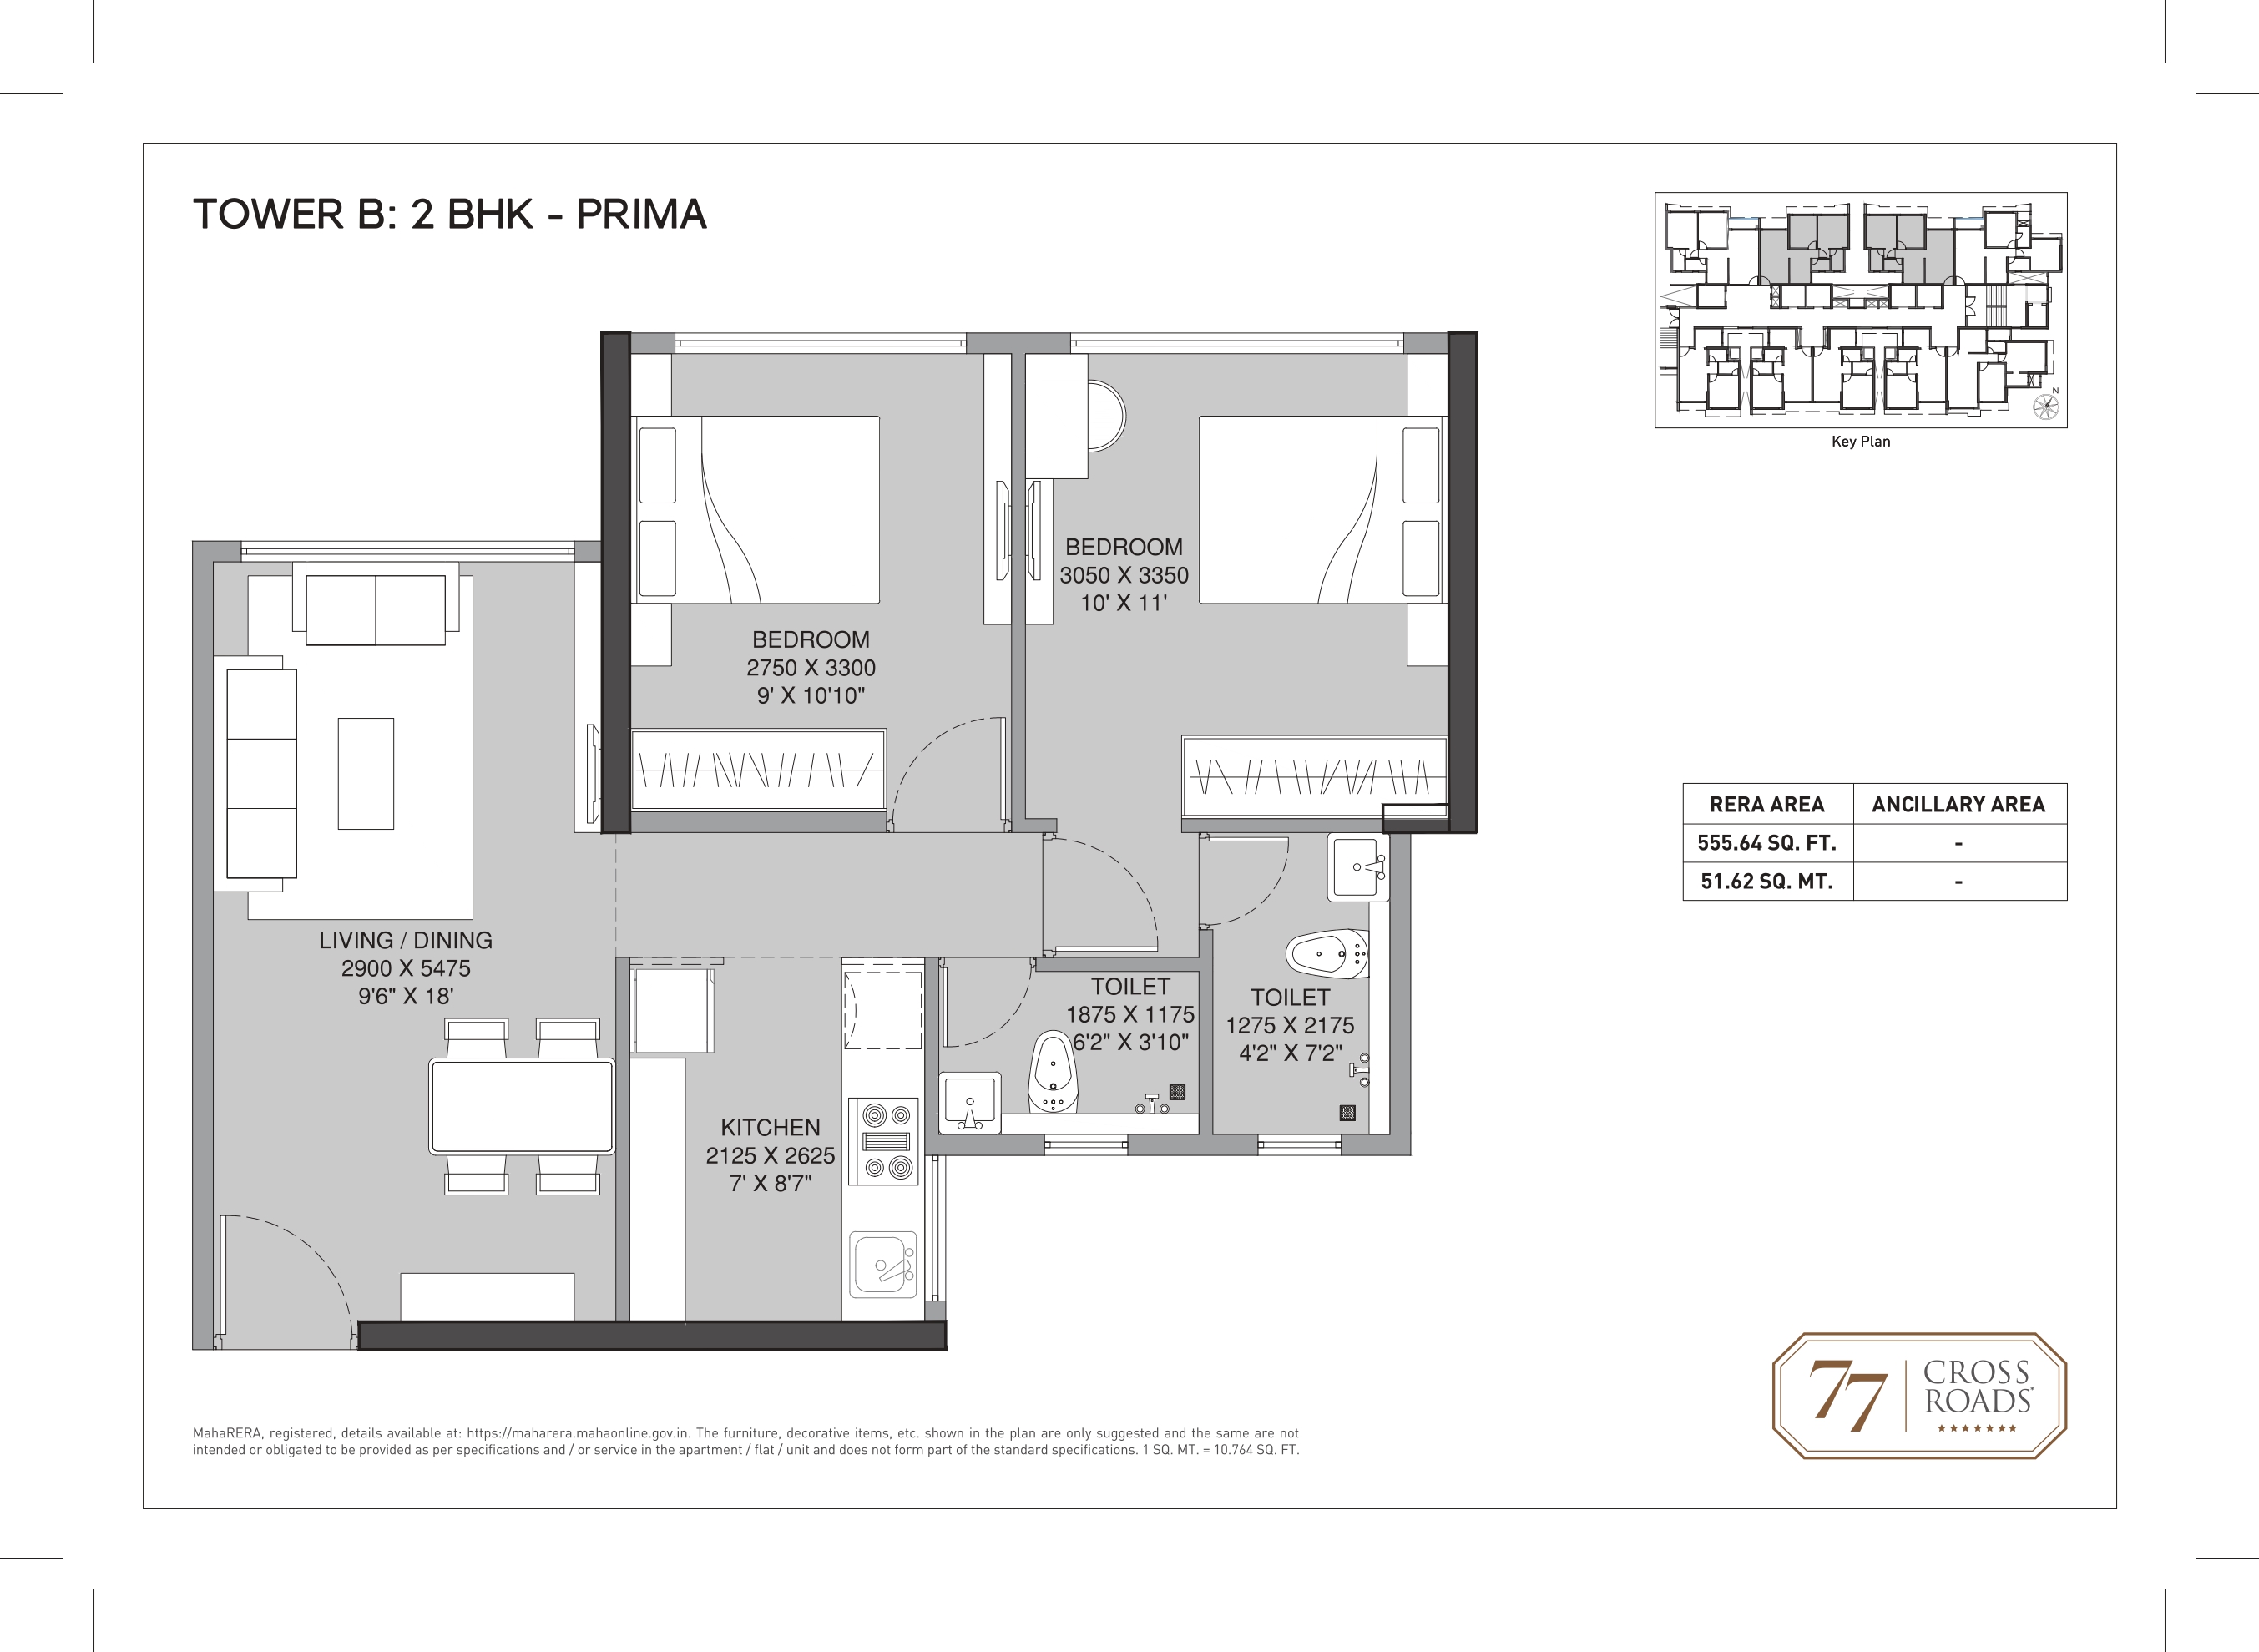 TOWER B: 2 BHK - PRIMA
N
Key Plan
BEDROOM
3050 X 3350
10' X 11'
BEDROOM
2750 X 3300
9' X 10'10"
RERA AREA ANCILLARY AREA
555.64 SQ. FT. -
51.62 SQ. MT. -
LIVING / DINING
2900 X 5475
9'6" X 18'
TOILET
1875 X 1175
6'2" X 3'10"
TOILET
1275 X 2175
4'2" X 7'2"
KITCHEN
2125 X 2625
7' X 8'7"
77
CROSS
ROADS*
MahaRERA, registered, details available at: https://maharera.mahaonline.gov.in. The furniture, decorative items, etc. shown in the plan are only suggested and the same are not
intended or obligated to be provided as per specifications and / or service in the apartment / flat / unit and does not form part of the standard specifications. 1 SQ. MT. = 10.764 SQ. FT.